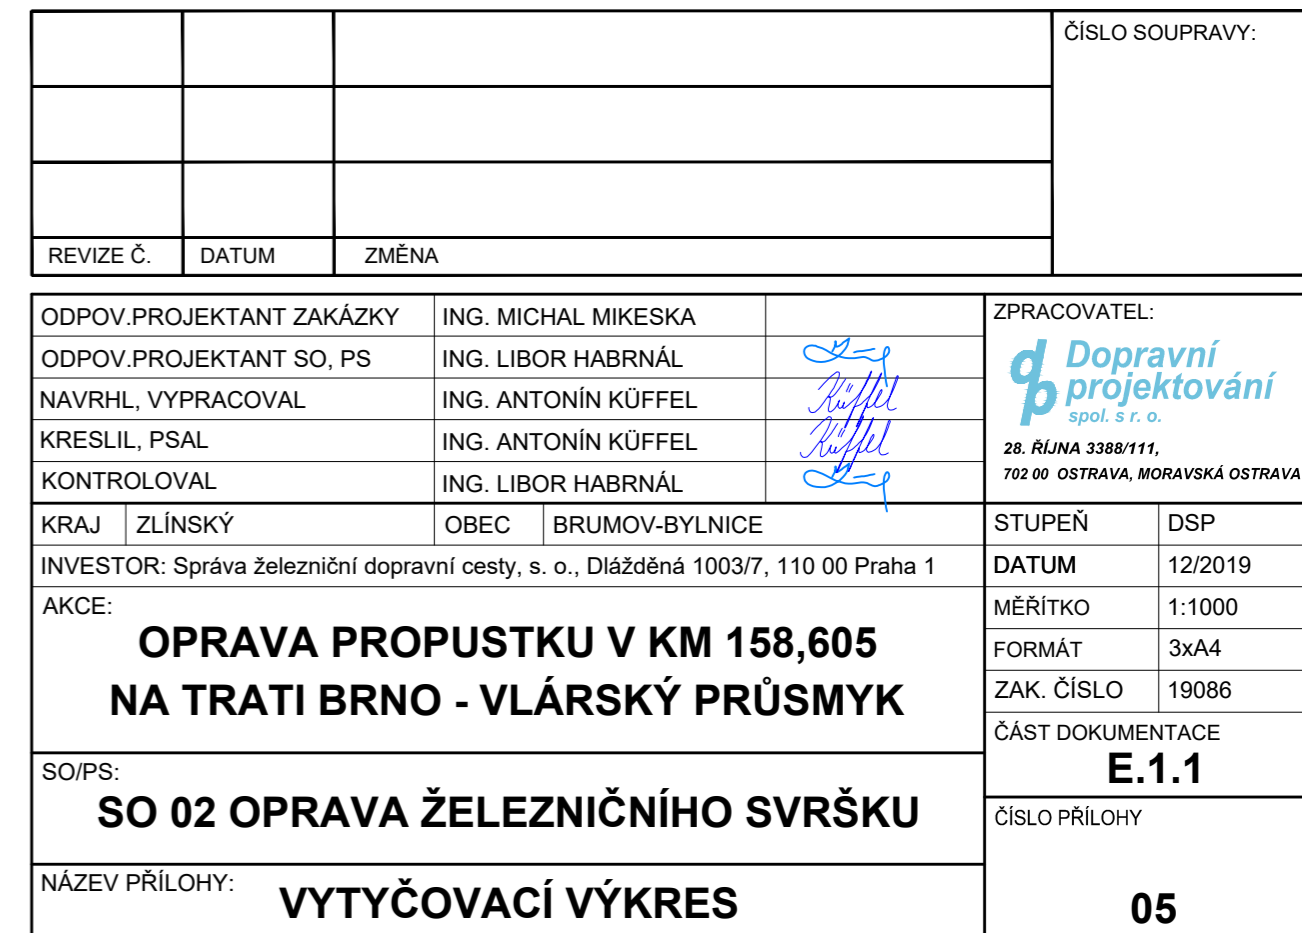 ČÍSLO SOUPRAVY:
REVIZE Č. DATUM ZMĚNA
ODPOV.PROJEKTANT ZAKÁZKY ING. MICHAL MIKESKA
ODPOV.PROJEKTANT SO, PS ING. LIBOR HABRNÁL
NAVRHL, VYPRACOVAL ING. ANTONÍN KÜFFEL Küffel
KRESLIL, PSAL ING. ANTONÍN KÜFFEL Küffel
KONTROLOVAL ING. LIBOR HABRNÁL
ZPRACOVATEL:
dp Dopravní
projektování
spol. s r. o.
28. ŘÍJNA 3388/111,
702 00 OSTRAVA, MORAVSKÁ OSTRAVA
KRAJ ZLÍNSKÝ OBEC BRUMOV-BYLNICE
INVESTOR: Správa železniční dopravní cesty, s. o., Dlážděná 1003/7, 110 00 Praha 1
STUPEŇ DSP
DATUM 12/2019
MĚŘÍTKO 1:1000
FORMÁT 3xA4
ZAK. ČÍSLO 19086
AKCE:
OPRAVA PROPUSTKU V KM 158,605
NA TRATI BRNO - VLÁRSKÝ PRŮSMYK
ČÁST DOKUMENTACE
E.1.1
SO/PS:
SO 02 OPRAVA ŽELEZNIČNÍHO SVRŠKU
ČÍSLO PŘÍLOHY
05
NÁZEV PŘÍLOHY:
VYTYČOVACÍ VÝKRES